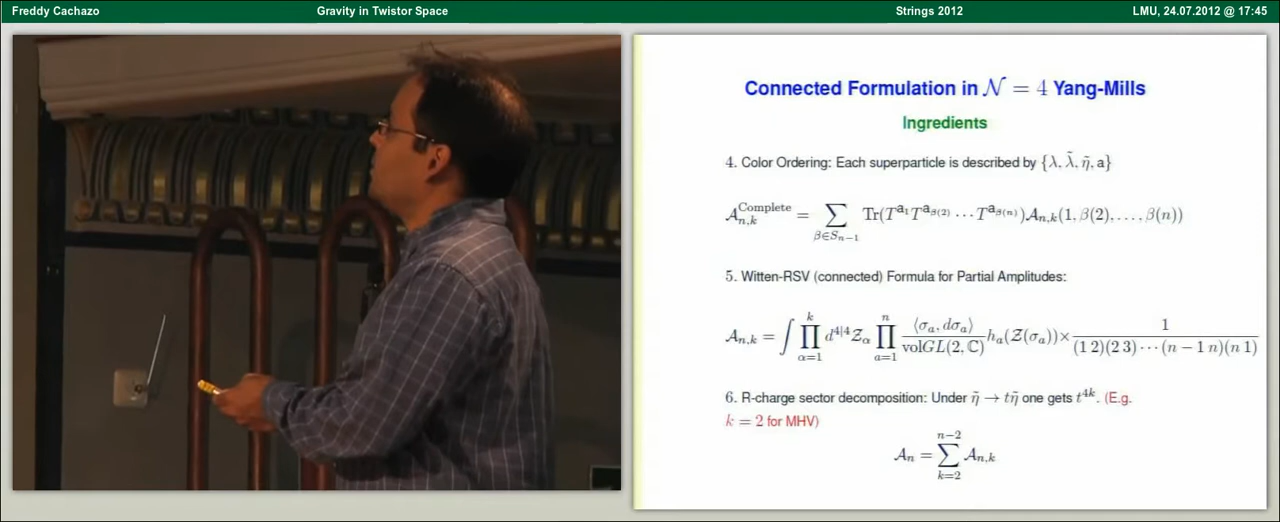 Freddy Cachazo Gravity in Twistor Space Strings 2012 LMU, 24.07.2012 @ 17:45
Connected Formulation in 𝒩 = 4 Yang-Mills
Ingredients
4. Color Ordering: Each superparticle is described by {λ, λ̃, η̃, a}
𝒜_{n,k}^{Complete} = ∑_{β∈S_{n−1}} Tr(T^{a_1} T^{a_{β(2)}} ⋯ T^{a_{β(n)}}) 𝒜_{n,k}(1, β(2), …, β(n))
5. Witten-RSV (connected) Formula for Partial Amplitudes:
𝒜_{n,k} = ∫ ∏_{α=1}^{k} d^{4|4}𝒵_α ∏_{a=1}^{n} ⟨σ_a, dσ_a⟩ / volGL(2, ℂ) h_a(𝒵(σ_a)) × 1 / (1 2)(2 3) ⋯ (n − 1 n)(n 1)
6. R-charge sector decomposition: Under η̃ → tη̃ one gets t^{4k}. (E.g.
k = 2 for MHV)
𝒜_n = ∑_{k=2}^{n−2} 𝒜_{n,k}